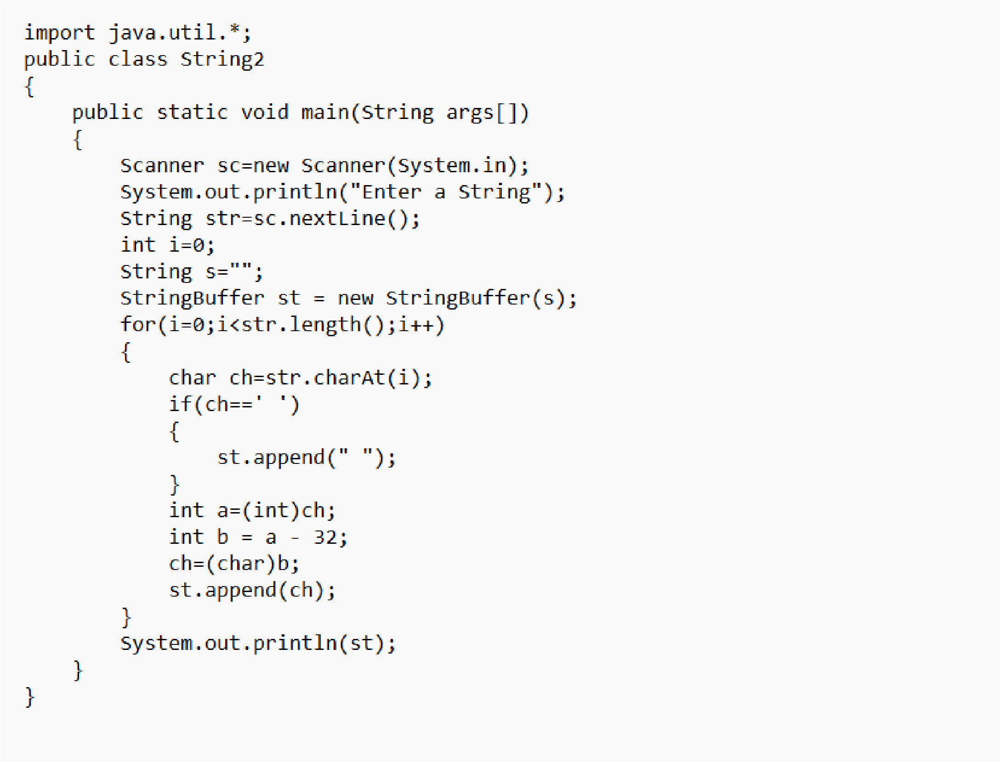 import java.util.*;
public class String2
{
    public static void main(String args[])
    {
        Scanner sc=new Scanner(System.in);
        System.out.println("Enter a String");
        String str=sc.nextLine();
        int i=0;
        String s="";
        StringBuffer st = new StringBuffer(s);
        for(i=0;i<str.length();i++)
        {
            char ch=str.charAt(i);
            if(ch==' ')
            {
                st.append(" ");
            }
            int a=(int)ch;
            int b = a - 32;
            ch=(char)b;
            st.append(ch);
        }
        System.out.println(st);
    }
}